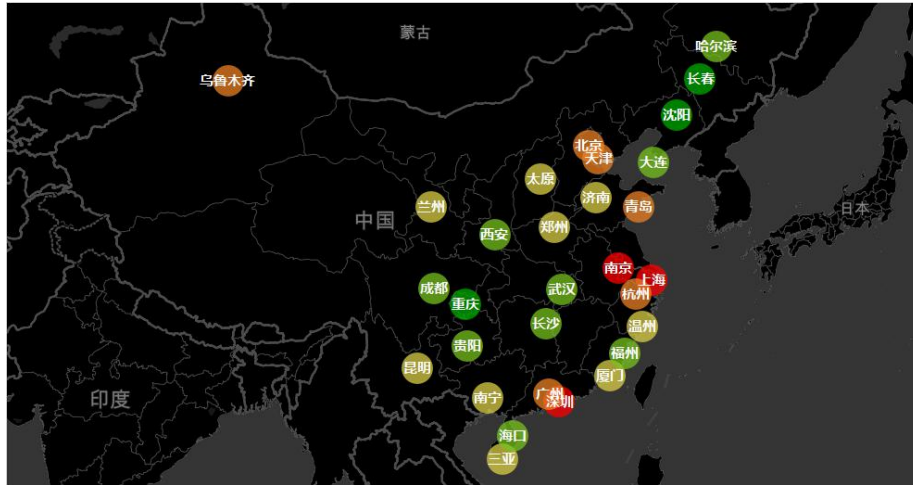 蒙古
哈尔滨
乌鲁木齐
长春
沈阳
北京
天津
大连
太原
济南
兰州
青岛
日本
中国
郑州
西安
南京
上海
成都
武汉
杭州
重庆
长沙
温州
贵阳
福州
昆明
厦门
印度
南宁
广州
深圳
海口
三亚